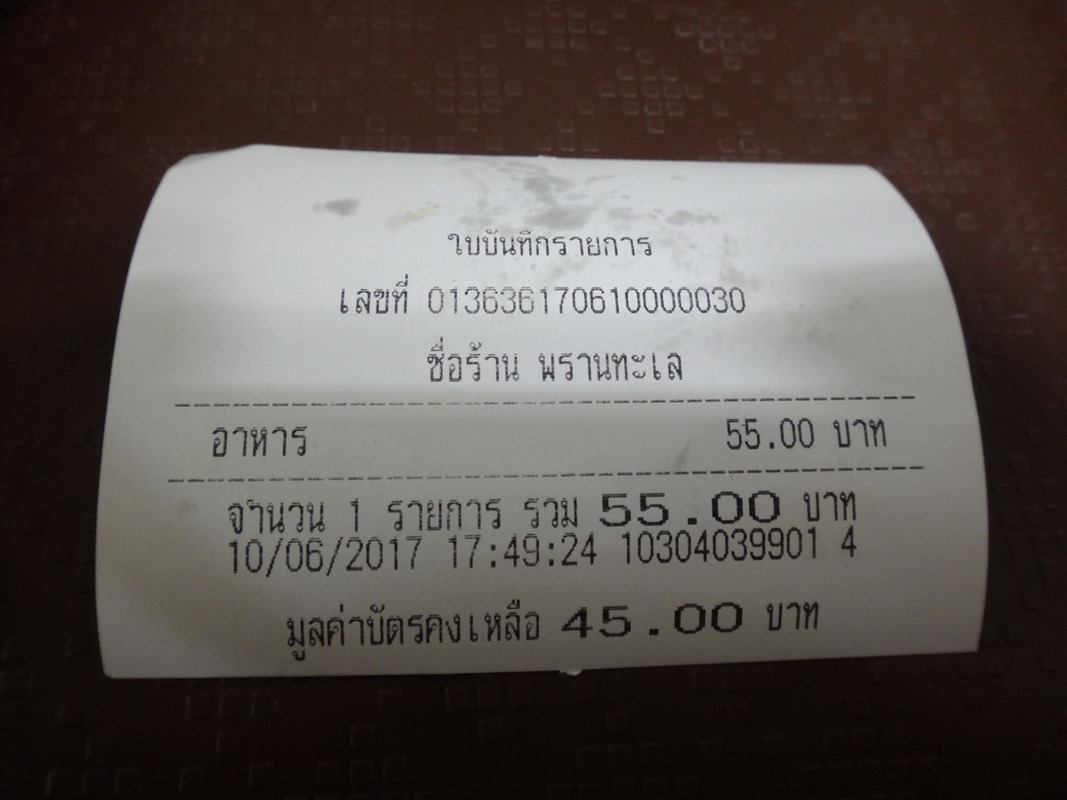 ใบบันทึกรายการ
เลขที่ 013636170610000030
ชื่อร้าน พรานทะเล
อาหาร 55.00 บาท
จำนวน 1 รายการ รวม 55.00 บาท
10/06/2017 17:49:24 10304039901 4
มูลค่าบัตรคงเหลือ 45.00 บาท